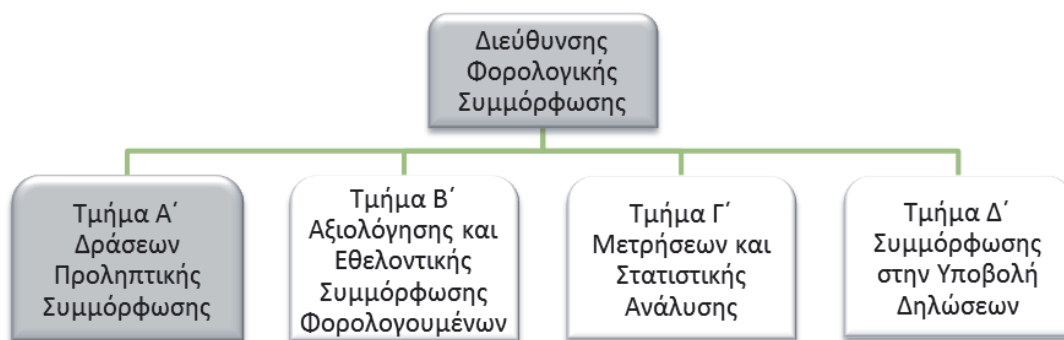 Διεύθυνσης
Φορολογικής
Συμμόρφωσης
Τμήμα Α΄
Δράσεων
Προληπτικής
Συμμόρφωσης
Τμήμα Β΄
Αξιολόγησης και
Εθελοντικής
Συμμόρφωσης
Φορολογουμένων
Τμήμα Γ΄
Μετρήσεων και
Στατιστικής
Ανάλυσης
Τμήμα Δ΄
Συμμόρφωσης
στην Υποβολή
Δηλώσεων